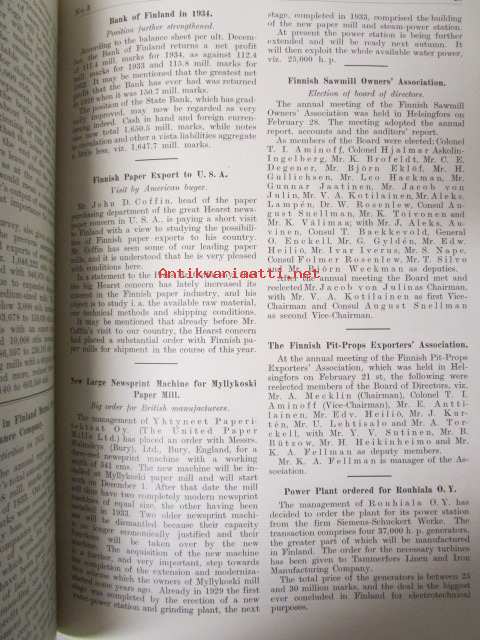 No. 3
Bank of Finland in 1934.
Position further strengthened.
According to the balance sheet per ult. Decem-
ber, the Bank of Finland returns a net profit
of 111.4 mill. marks for 1934, as against 112.4
mill. marks for 1933 and 115.8 mill. marks for
1932. It may be mentioned that the greatest net
profit that the Bank has ever had was returned
in 1928 when it was 150.7 mill. marks.
The position of the State Bank, which has grad-
ually improved, may now be regarded as very
strong indeed. Cash in hand and foreign curren-
cies now total 1,650.5 mill. marks, while notes
in circulation and other a vista liabilities aggregate
a little less, viz. 1,647.7 mill. marks.
Finnish Paper Export to U. S. A.
Visit by American buyer.
Mr. John D. Coffin, head of the paper
purchasing department of the great Hearst news-
paper concern in U. S. A. is paying a short visit
to Finland with a view to studying the possibili-
ties of Finnish paper exports to his country.
Mr. Coffin has seen some of our leading paper
mills, and it is understood that he is very pleased
with conditions here.
In a statement to the
the big Hearst concern has lately increased its
interest in the Finnish paper industry, and his
object is to study i. a. the available raw material,
our technical methods and shipping conditions.
It may be mentioned that already before Mr.
Coffin's visit to our country, the Hearst concern
had placed a substantial order with Finnish pa-
per mills for shipment in the course of this year.
New Large Newsprint Machine for Myllykoski
Paper Mill.
Big order for British manufacturers.
The management of Yhtyneet Paperi-
tehtaat Oy. (The United Paper
Mills Ltd.) has placed an order with Messrs.
Walmsleys (Bury), Ltd., Bury, England, for a
newsprint machine with a working
width of 541 cms. The new machine will be in-
stalled at Myllykoski paper mill and will start
work on December 1. After that date the mill
will thus have two completely modern newsprint
machines of equal size, the other having been
installed in 1933. Two older newsprint machi-
nes will be dismantled because their capacity
is no longer economically justified and their
functions will be taken over by the new
machine. The acquisition of the new machine
is a further, and very important, step towards
the completion of the extension and moderniza-
tion scheme which the owners of Myllykoski mill
started some years ago. Already in 1929 the first
step was completed by the erection of a new
power station and grinding plant, the next
stage, completed in 1933, comprised the building
of the new paper mill and steam-power station.
At present the power station is being further
extended and will be ready next autumn. It
will then exploit the whole available water power,
viz. 25,000 h. p.
Finnish Sawmill Owners' Association.
Election of board of directors.
The annual meeting of the Finnish Sawmill
Owners' Association was held in Helsingfors on
February 28. The meeting adopted the annual
report, accounts and the auditors' report.
As members of the Board were elected: Colonel
T. I. Aminoff, Colonel Hjalmar Askolin-
Ingelberg, Mr. K. Brofeldt, Mr. C. E.
Degener, Mr. Björn Eklöf, Mr. H.
Gullichsen, Mr. Leo Hackman, Mr.
Gunnar Jaatinen, Mr. Jacob von
Julin, Mr. V. A. Kotilainen, Mr. Aleks.
Lampén, Dr. W. Rosenlew, Consul Au-
gust Snellman, Mr. K. Toivonen and
Mr. K. Välimaa, with Mr. J. Aleks. Au-
vinen, Consul T. Baekkevold, General
O. Enckell, Mr. G. Gyldén, Mr. Edw.
Heiliö, Mr. Ivar Iverus, Mr. S. Nape,
Consul Folmer Rosenlew, Mr. T. Silvo
and Mr. Björn Weckman as deputies.
the annual meeting the Board met and
reelected Mr. Jacob von Julin as Chairman,
with Mr. V. A. Kotilainen as first Vice-
Chairman and Consul August Snellman
as second Vice-Chairman.
The Finnish Pit-Props Exporters' Association.
At the annual meeting of the Finnish Pit-Props
Exporters' Association, which was held in Hel-
singfors on February 21 st, the following were
reelected members of the Board of Directors, viz.
Mr. A. Mecklin (Chairman), Colonel T. I.
Aminoff (Vice-Chairman), Mr. E. Antti-
lainen, Mr. Edv. Heiliö, Mr. J. Kur-
tén, Mr. U. Lehtisalo and Mr. A. Tor-
ckell, with Mr. V. V. Sutinen, Mr. B.
Bützow, Mr. H. Heikinheimo and Mr.
K. A. Fellman as deputy members.
Mr. K. A. Fellman is manager of the As-
sociation.
Power Plant ordered for Rouhiala O.Y.
The management of Rouhiala O.Y. has
decided to order the plant for its power station
from the firm Siemens-Schuckert Werke. The
transaction comprises four 37,000 h. p. generators,
the greater part of which will be manufactured
in Finland. The order for the necessary turbines
has been given to Tammerfors Linen and Iron
Manufacturing Company.
The total price of the generators is between 25
and 30 million marks, and the deal is the biggest
ever concluded in Finland for electrotechnical
purposes.
Antikvariaatti.net